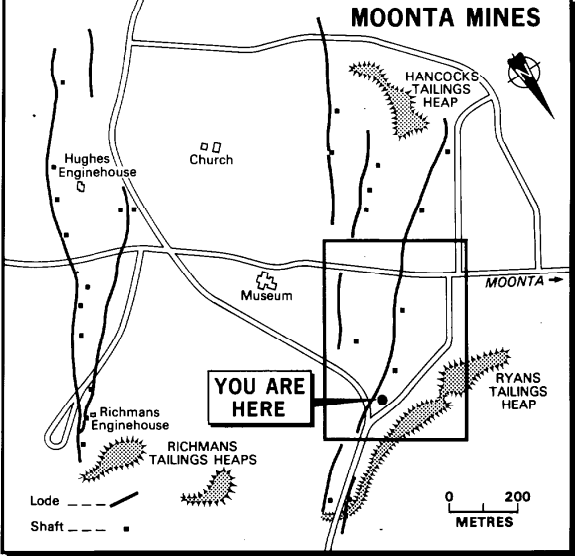 MOONTA MINES
HANCOCKS
TAILINGS
HEAP
N
Church
Hughes
Enginehouse
Museum
MOONTA
YOU ARE
HERE
RYANS
TAILINGS
HEAP
Richmans
Enginehouse
RICHMANS
TAILINGS HEAPS
Lode
Shaft
0 200
METRES